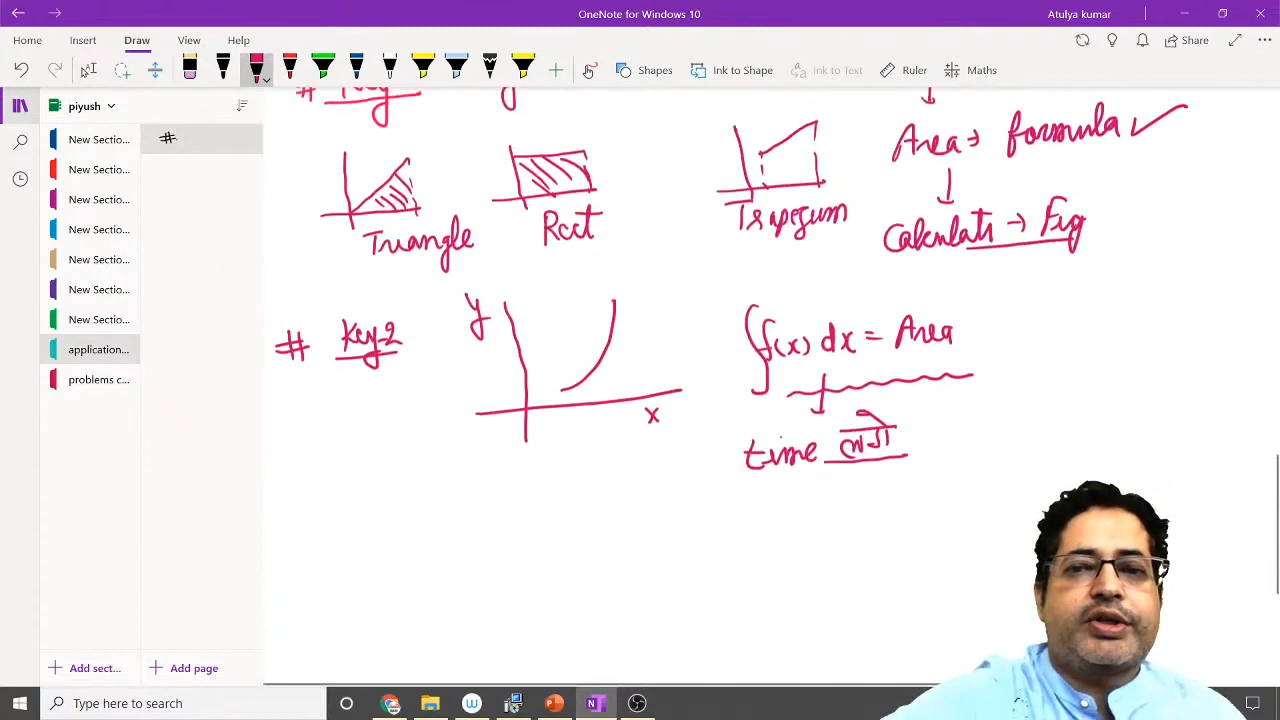 OneNote for Windows 10
Atulya kumar
Home
Insert
Draw
View
Help
Share
Shapes
Ink to Shape
Ink to Text
Ruler
Maths
piyush
#
New Sectio...
New Sectio...
New Sectio...
New Sectio...
New Sectio...
New Sectio...
New Sectio...
application...
problems c...
# Key
Area → formula ✓
Calculate → Fig
Triangle
Rect
Trapezum
# Key-2
y
x
∫f(x) dx = Area
time
Add sect...
Add page
Type here to search